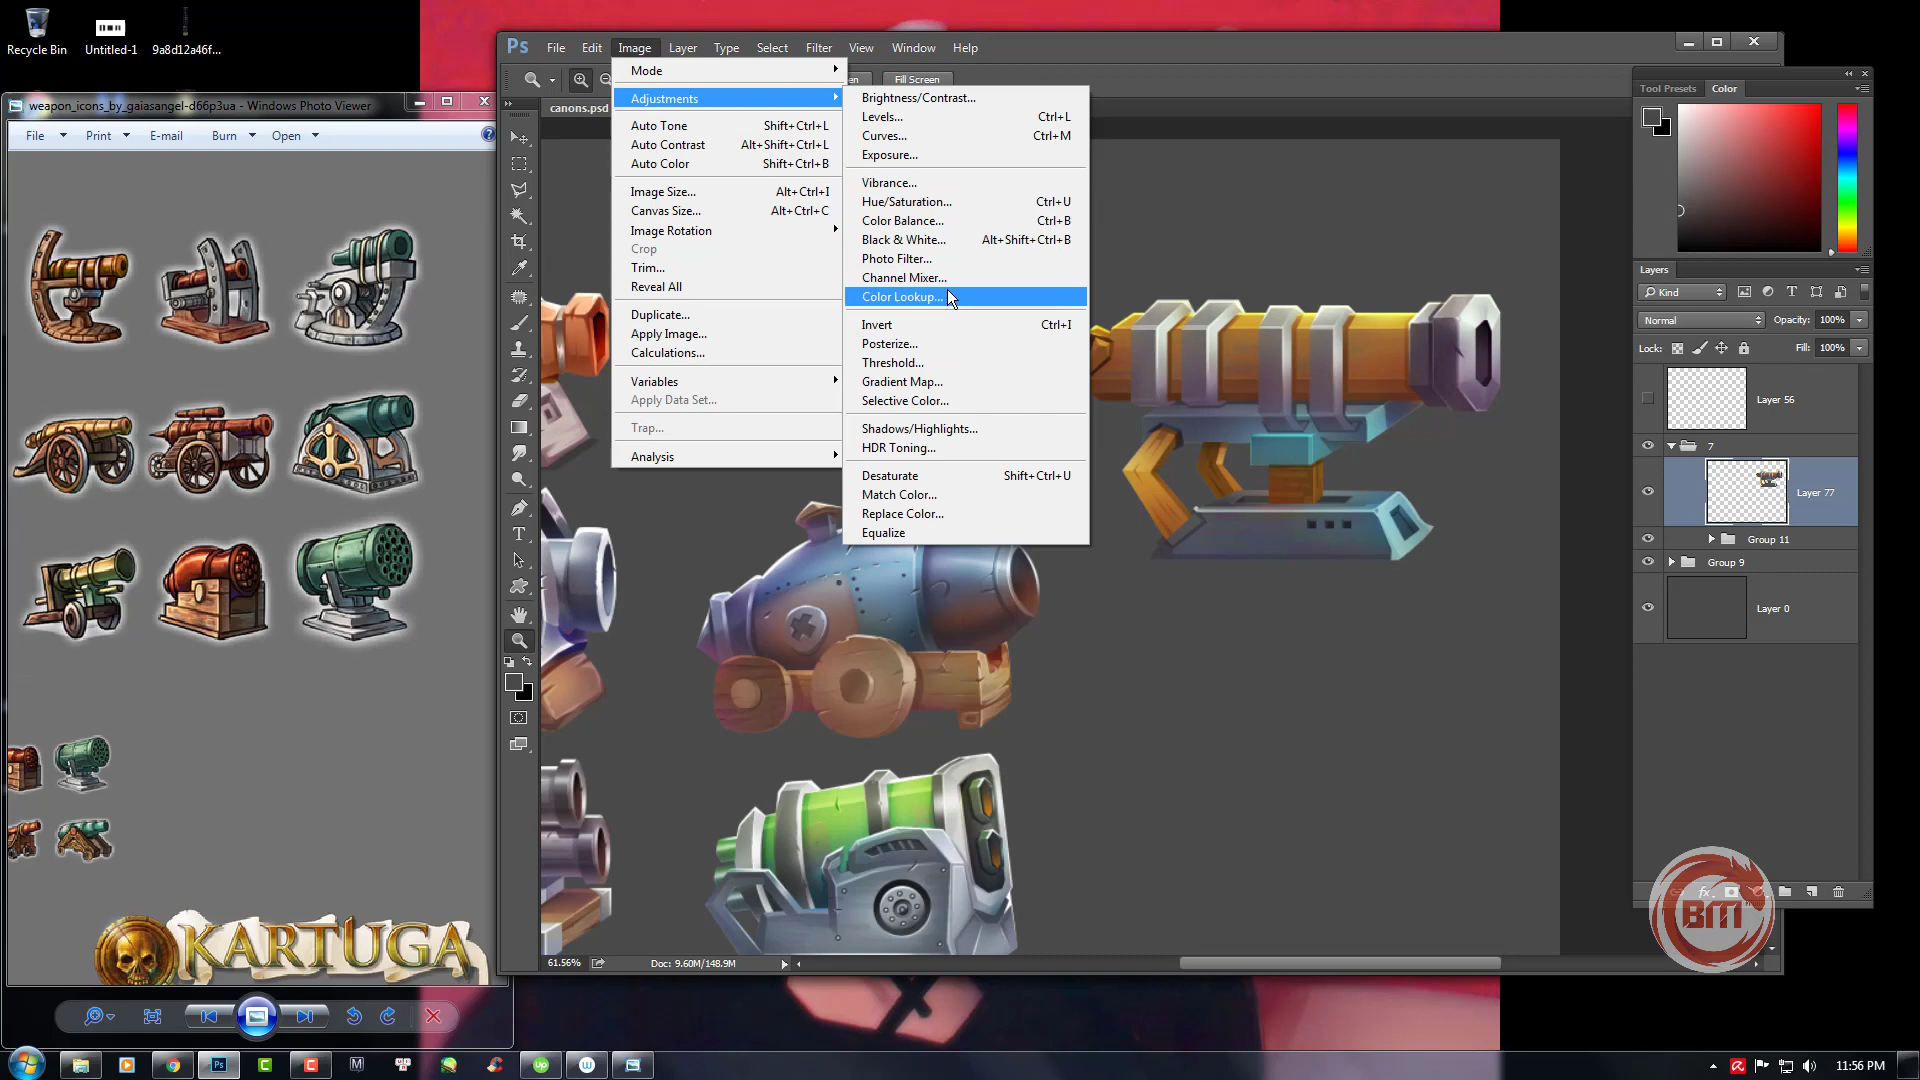 Recycle Bin
Untitled-1
9a8d12a46f...
weapon_icons_by_gaiasangel-d66p3ua - Windows Photo Viewer
File
Print
E-mail
Burn
Open
KARTUGA
Ps
File
Edit
Image
Layer
Type
Select
Filter
View
Window
Help
Fill Screen
canons.psd
Mode
Adjustments
Auto Tone Shift+Ctrl+L
Auto Contrast Alt+Shift+Ctrl+L
Auto Color Shift+Ctrl+B
Image Size... Alt+Ctrl+I
Canvas Size... Alt+Ctrl+C
Image Rotation
Crop
Trim...
Reveal All
Duplicate...
Apply Image...
Calculations...
Variables
Apply Data Set...
Trap...
Analysis
Brightness/Contrast...
Levels... Ctrl+L
Curves... Ctrl+M
Exposure...
Vibrance...
Hue/Saturation... Ctrl+U
Color Balance... Ctrl+B
Black & White... Alt+Shift+Ctrl+B
Photo Filter...
Channel Mixer...
Color Lookup...
Invert Ctrl+I
Posterize...
Threshold...
Gradient Map...
Selective Color...
Shadows/Highlights...
HDR Toning...
Desaturate Shift+Ctrl+U
Match Color...
Replace Color...
Equalize
61.56%
Doc: 9.60M/148.9M
Tool Presets
Color
Layers
Kind
Normal
Opacity: 100%
Lock:
Fill: 100%
Layer 56
7
Layer 77
Group 11
Group 9
Layer 0
BM
11:56 PM